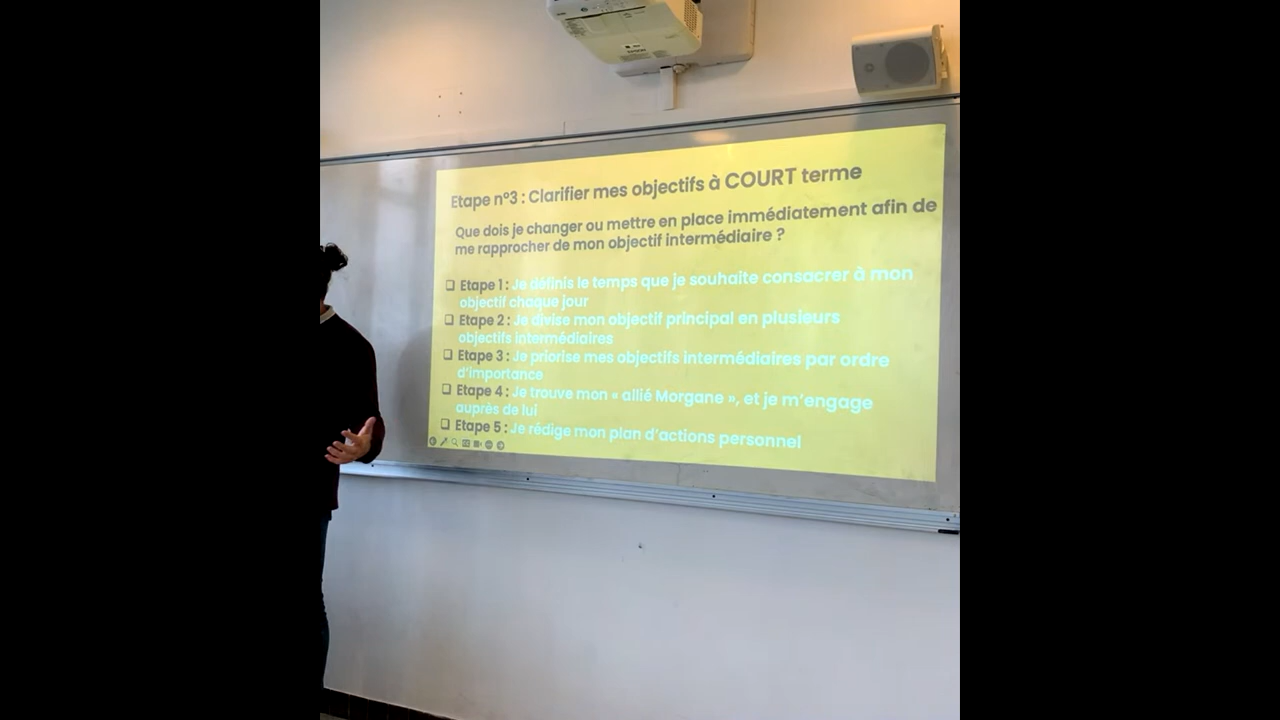 Etape n°3 : Clarifier mes objectifs à COURT terme
Que dois je changer ou mettre en place immédiatement afin de
me rapprocher de mon objectif intermédiaire ?
Etape 1 : Je définis le temps que je souhaite consacrer à mon
objectif chaque jour
Etape 2 : Je divise mon objectif principal en plusieurs
objectifs intermédiaires
Etape 3 : Je priorise mes objectifs intermédiaires par ordre
d'importance
Etape 4 : Je trouve mon « allié Morgane », et je m'engage
auprès de lui
Etape 5 : Je rédige mon plan d'actions personnel